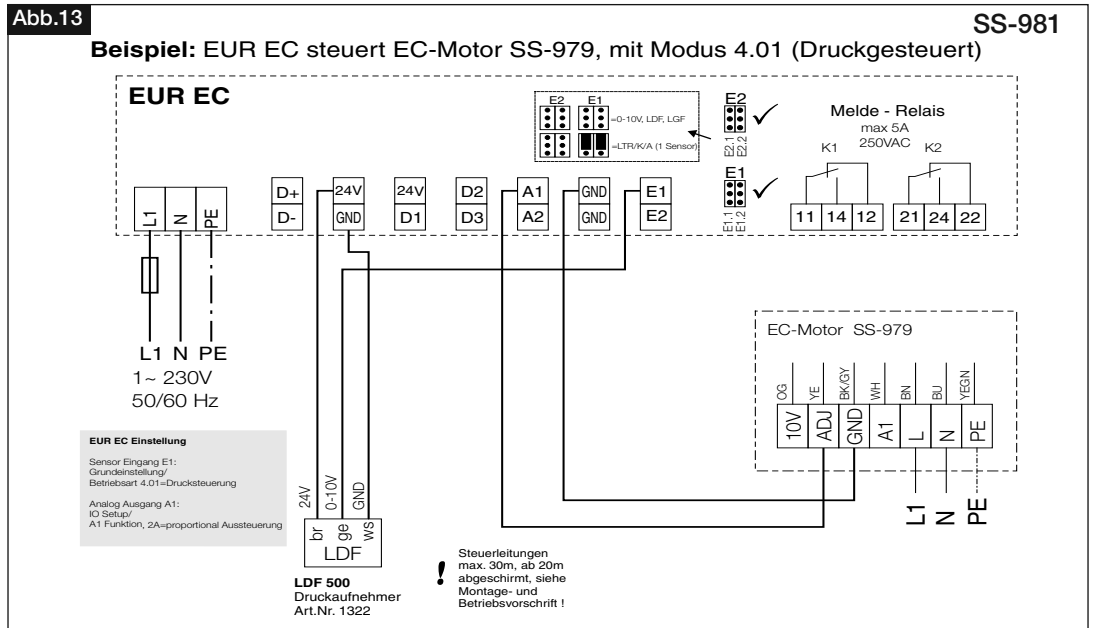 Abb.13
SS-981
Beispiel: EUR EC steuert EC-Motor SS-979, mit Modus 4.01 (Druckgesteuert)
EUR EC
E2 E1
=0-10V, LDF, LGF
=LTR/K/A (1 Sensor)
E2
E2.1 E2.2
E1
E1.1 E1.2
Melde - Relais
max 5A
250VAC
K1 K2
11 14 12 21 24 22
L1 N PE
D+ 24V 24V D2 A1 GND E1
D- GND D1 D3 A2 GND E2
L1 N PE
1~ 230V
50/60 Hz
EC-Motor SS-979
OG YE BK/GY WH BN BU YEGN
10V ADJ GND A1 L N PE
L1 N PE
EUR EC Einstellung
Sensor Eingang E1:
Grundeinstellung/
Betriebsart 4.01=Drucksteuerung
Analog Ausgang A1:
IO Setup/
A1 Funktion, 2A=proportional Aussteuerung
24V 0-10V GND
br ge ws
LDF
LDF 500
Druckaufnehmer
Art.Nr. 1322
!
Steuerleitungen
max. 30m, ab 20m
abgeschirmt, siehe
Montage- und
Betriebsvorschrift !